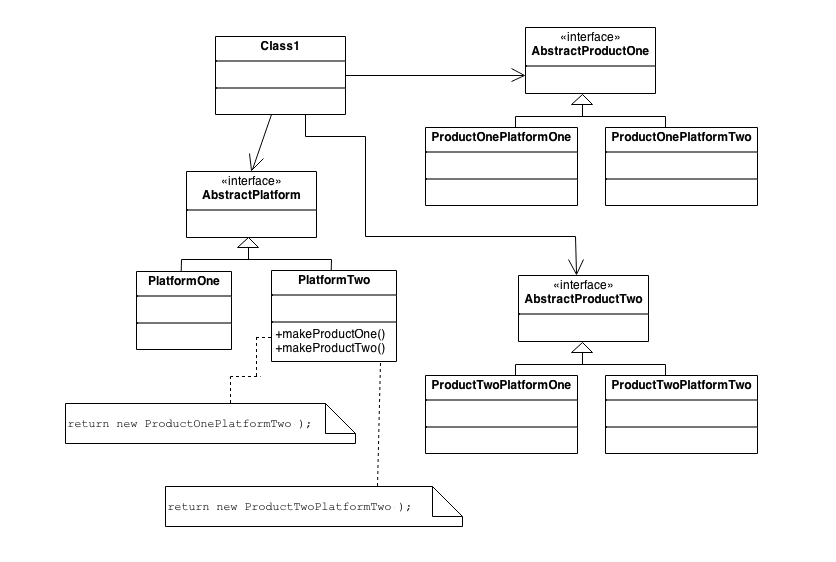 Class1
«interface»
AbstractProductOne
ProductOnePlatformOne
ProductOnePlatformTwo
«interface»
AbstractPlatform
PlatformOne
PlatformTwo
+makeProductOne()
+makeProductTwo()
«interface»
AbstractProductTwo
ProductTwoPlatformOne
ProductTwoPlatformTwo
return new ProductOnePlatformTwo );
return new ProductTwoPlatformTwo );